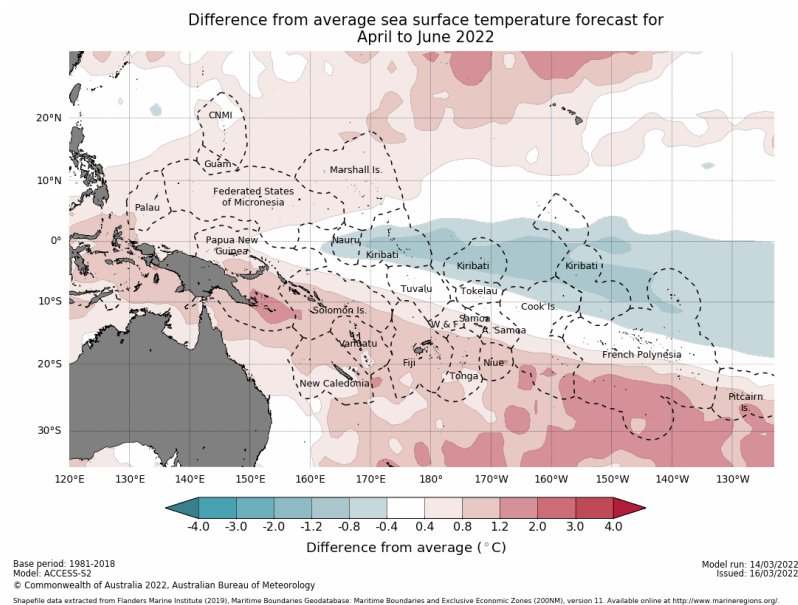 Difference from average sea surface temperature forecast for
April to June 2022
20°N
10°N
0°
10°S
20°S
30°S
CNMI
Guam
Marshall Is.
Federated States
of Micronesia
Palau
Papua New
Guinea
Nauru
Kiribati
Kiribati
Kiribati
Tuvalu
Tokelau
Solomon Is.
Cook Is.
Samoa
W & F
A. Samoa
Vanuatu
French Polynesia
Fiji
Niue
Tonga
New Caledonia
Pitcairn
Is.
120°E 130°E 140°E 150°E 160°E 170°E 180° 170°W 160°W 150°W 140°W 130°W
-4.0 -3.0 -2.0 -1.2 -0.8 -0.4 0.4 0.8 1.2 2.0 3.0 4.0
Difference from average (°C)
Base period: 1981-2018
Model: ACCESS-S2
© Commonwealth of Australia 2022, Australian Bureau of Meteorology
Model run: 14/03/2022
Issued: 16/03/2022
Shapefile data extracted from Flanders Marine Institute (2019), Maritime Boundaries Geodatabase: Maritime Boundaries and Exclusive Economic Zones (200NM), version 11. Available online at http://www.marineregions.org/.